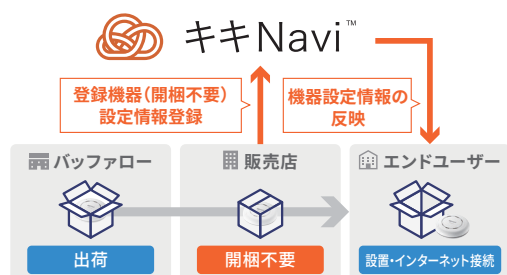 キキNavi™
登録機器(開梱不要)
設定情報登録
機器設定情報の
反映
バッファロー
販売店
エンドユーザー
出荷
開梱不要
設置・インターネット接続